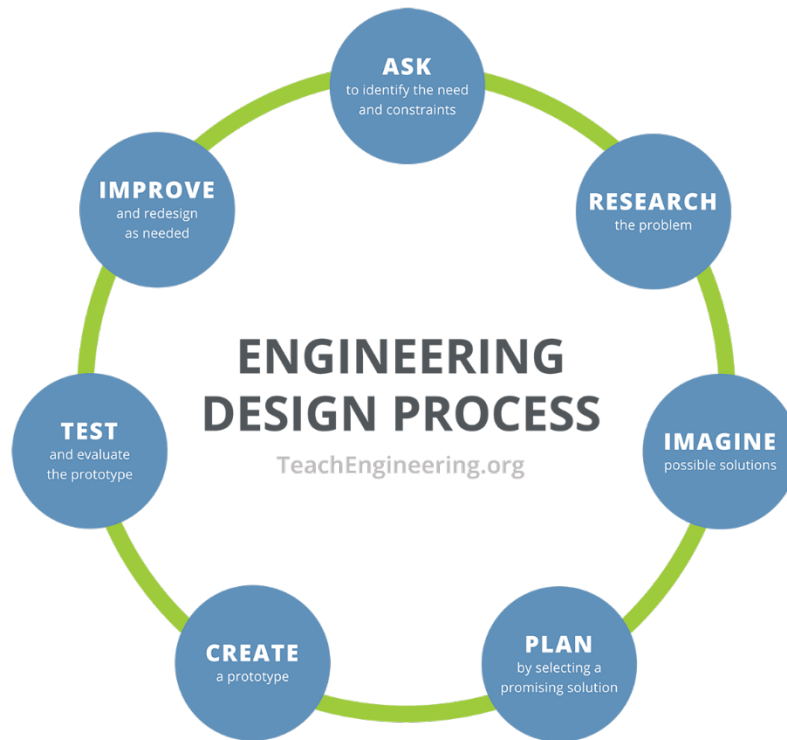 ASK
to identify the need
and constraints
RESEARCH
the problem
IMAGINE
possible solutions
PLAN
by selecting a
promising solution
CREATE
a prototype
TEST
and evaluate
the prototype
IMPROVE
and redesign
as needed
ENGINEERING
DESIGN PROCESS
TeachEngineering.org